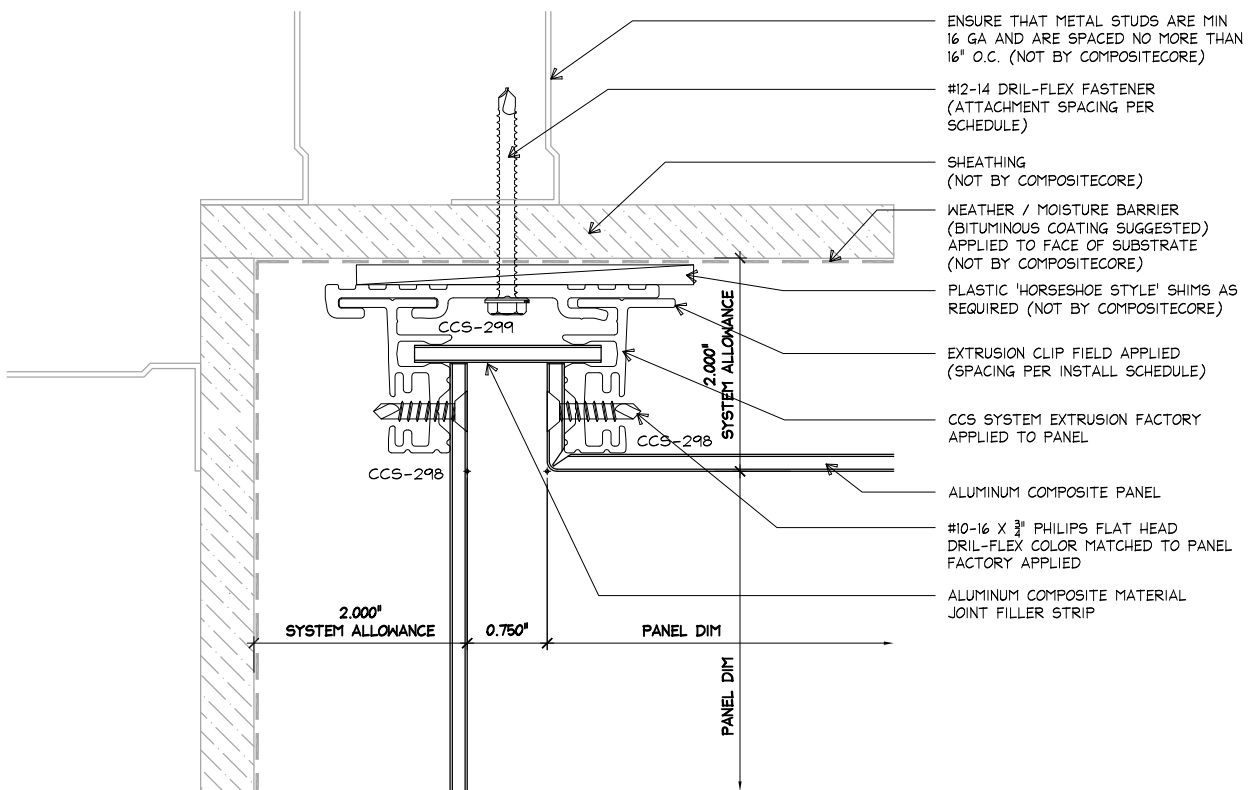 ENSURE THAT METAL STUDS ARE MIN
16 GA AND ARE SPACED NO MORE THAN
16" O.C. (NOT BY COMPOSITECORE)
#12-14 DRIL-FLEX FASTENER
(ATTACHMENT SPACING PER
SCHEDULE)
SHEATHING
(NOT BY COMPOSITECORE)
WEATHER / MOISTURE BARRIER
(BITUMINOUS COATING SUGGESTED)
APPLIED TO FACE OF SUBSTRATE
(NOT BY COMPOSITECORE)
PLASTIC 'HORSESHOE STYLE' SHIMS AS
REQUIRED (NOT BY COMPOSITECORE)
EXTRUSION CLIP FIELD APPLIED
(SPACING PER INSTALL SCHEDULE)
CCS SYSTEM EXTRUSION FACTORY
APPLIED TO PANEL
ALUMINUM COMPOSITE PANEL
#10-16 X 3/4" PHILIPS FLAT HEAD
DRIL-FLEX COLOR MATCHED TO PANEL
FACTORY APPLIED
ALUMINUM COMPOSITE MATERIAL
JOINT FILLER STRIP
CCS-299
CCS-298
CCS-298
2.000"
SYSTEM ALLOWANCE
2.000"
SYSTEM ALLOWANCE
0.750"
PANEL DIM
PANEL DIM